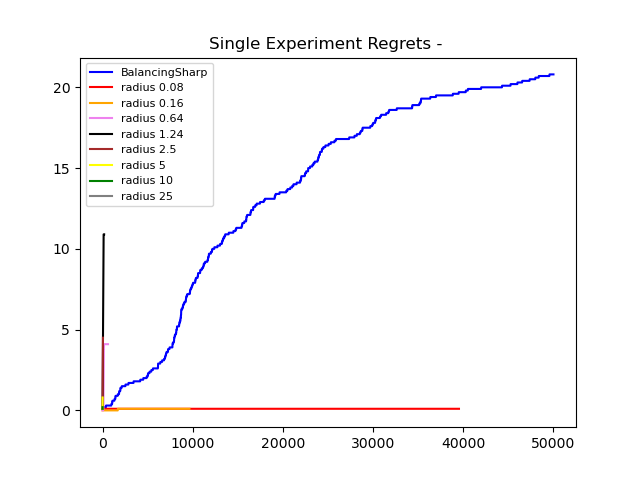 Single Experiment Regrets -
BalancingSharp
radius 0.08
radius 0.16
radius 0.64
radius 1.24
radius 2.5
radius 5
radius 10
radius 25
20
15
10
5
0
0 10000 20000 30000 40000 50000